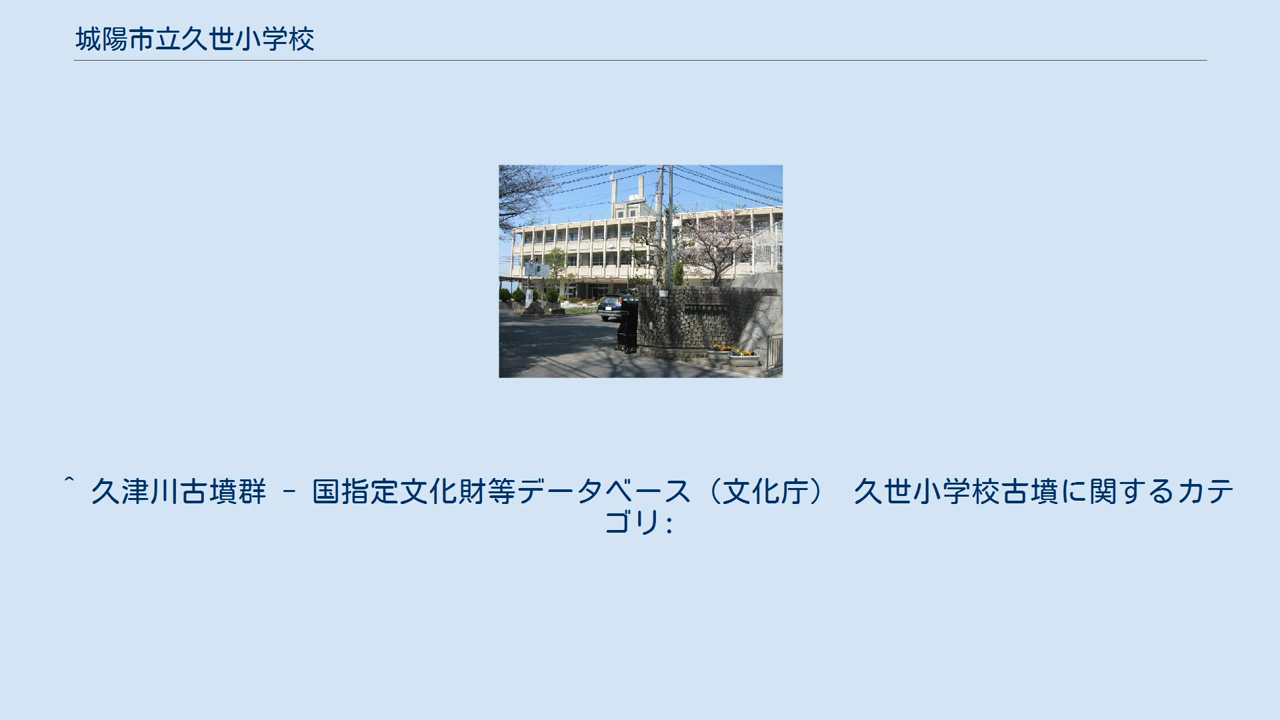 城陽市立久世小学校
^ 久津川古墳群 - 国指定文化財等データベース（文化庁） 久世小学校古墳に関するカテ
ゴリ: